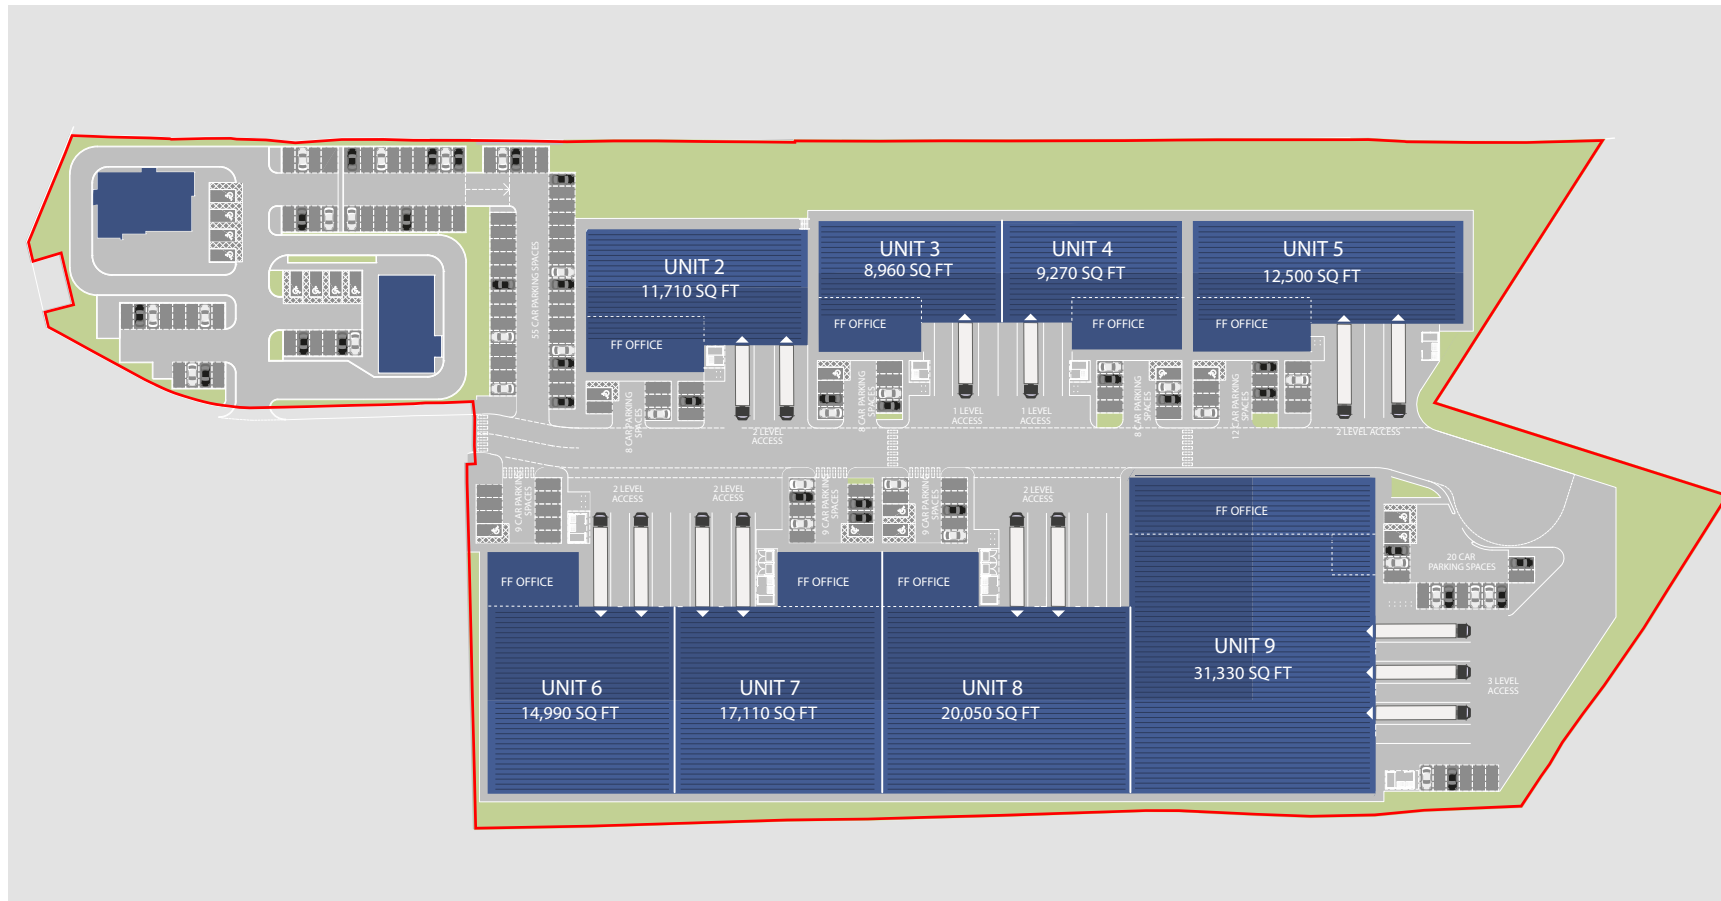 UNIT 2
11,710 SQ FT
FF OFFICE
UNIT 3
8,960 SQ FT
FF OFFICE
UNIT 4
9,270 SQ FT
FF OFFICE
UNIT 5
12,500 SQ FT
FF OFFICE
55 CAR PARKING SPACES
8 CAR PARKING
SPACES
2 LEVEL
ACCESS
8 CAR PARKING
SPACES
1 LEVEL
ACCESS
1 LEVEL
ACCESS
8 CAR PARKING
SPACES
12 CAR PARKING
SPACES
2 LEVEL ACCESS
9 CAR PARKING
SPACES
2 LEVEL
ACCESS
2 LEVEL
ACCESS
9 CAR PARKING
SPACES
9 CAR PARKING
SPACES
2 LEVEL
ACCESS
FF OFFICE
UNIT 6
14,990 SQ FT
FF OFFICE
UNIT 7
17,110 SQ FT
FF OFFICE
UNIT 8
20,050 SQ FT
FF OFFICE
UNIT 9
31,330 SQ FT
20 CAR
PARKING SPACES
3 LEVEL
ACCESS